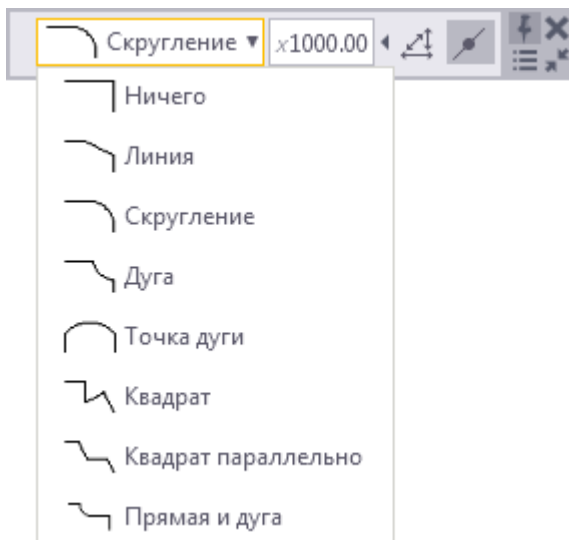 Скругление x1000.00
Ничего
Линия
Скругление
Дуга
Точка дуги
Квадрат
Квадрат параллельно
Прямая и дуга